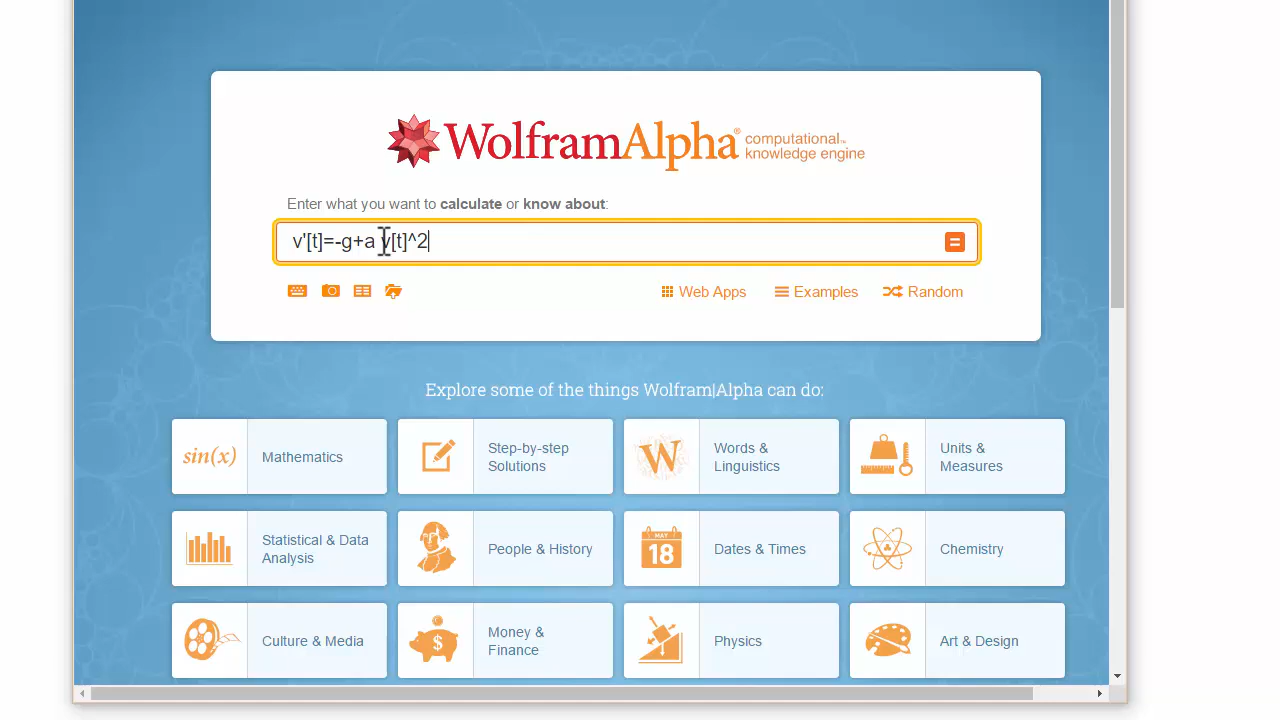 WolframAlpha® computational™ knowledge engine
Enter what you want to calculate or know about:
v'[t]=-g+a v[t]^2
=
Web Apps Examples Random
Explore some of the things Wolfram|Alpha can do:
sin(x) Mathematics
Step-by-step
Solutions
W Words &
Linguistics
Units &
Measures
Statistical & Data
Analysis
People & History
MAY
18
Dates & Times
Chemistry
Culture & Media
$
Money &
Finance
Physics
Art & Design